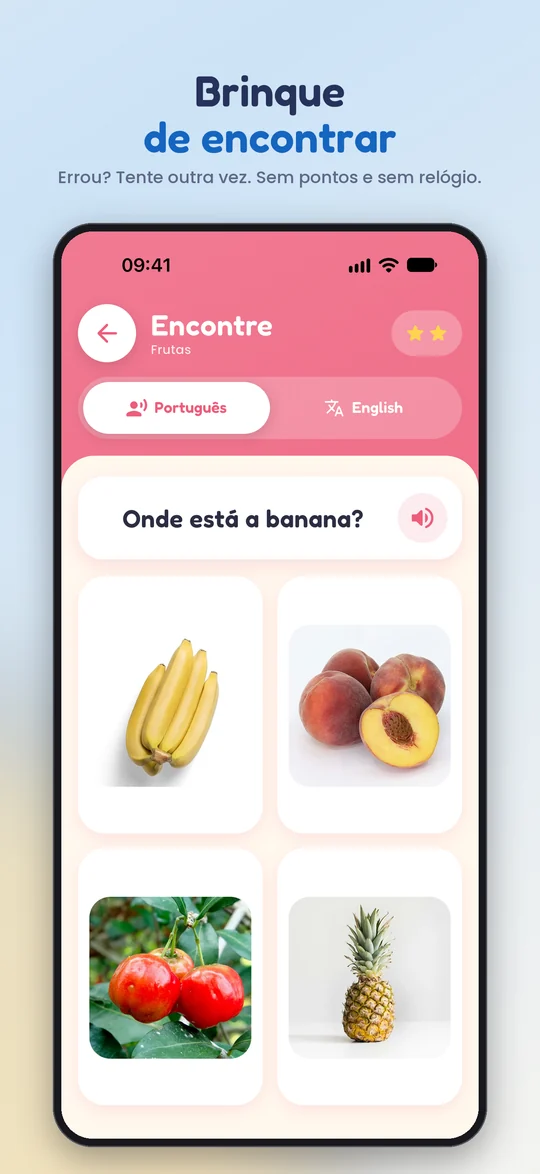 Brinque
de encontrar
Errou? Tente outra vez. Sem pontos e sem relógio.
09:41
Encontre
Frutas
Português
English
Onde está a banana?